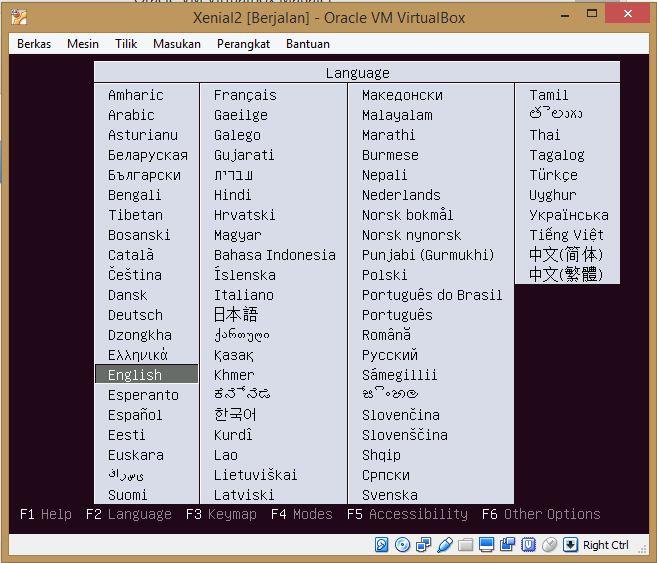 Xenial2 [Berjalan] - Oracle VM VirtualBox
Berkas Mesin Tilik Masukan Perangkat Bantuan
Language
Amharic
Arabic
Asturianu
Беларуская
Български
Bengali
Tibetan
Bosanski
Català
Čeština
Dansk
Deutsch
Dzongkha
Ελληνικά
English
Esperanto
Español
Eesti
Euskara
ﻰﺳﺭﺎﻓ
Suomi
Français
Gaeilge
Galego
Gujarati
תירבע
Hindi
Hrvatski
Magyar
Bahasa Indonesia
Íslenska
Italiano
日本語
ქართული
Қазақ
Khmer
ಕನ್ನಡ
한국어
Kurdî
Lao
Lietuviškai
Latviski
Македонски
Malayalam
Marathi
Burmese
Nepali
Nederlands
Norsk bokmål
Norsk nynorsk
Punjabi (Gurmukhi)
Polski
Português do Brasil
Português
Română
Русский
Sámegillii
සිංහල
Slovenčina
Slovenščina
Shqip
Српски
Svenska
Tamil
తెలుగు
Thai
Tagalog
Türkçe
Uyghur
Українська
Tiếng Việt
中文(简体)
中文(繁體)
F1 Help F2 Language F3 Keymap F4 Modes F5 Accessibility F6 Other Options
Right Ctrl